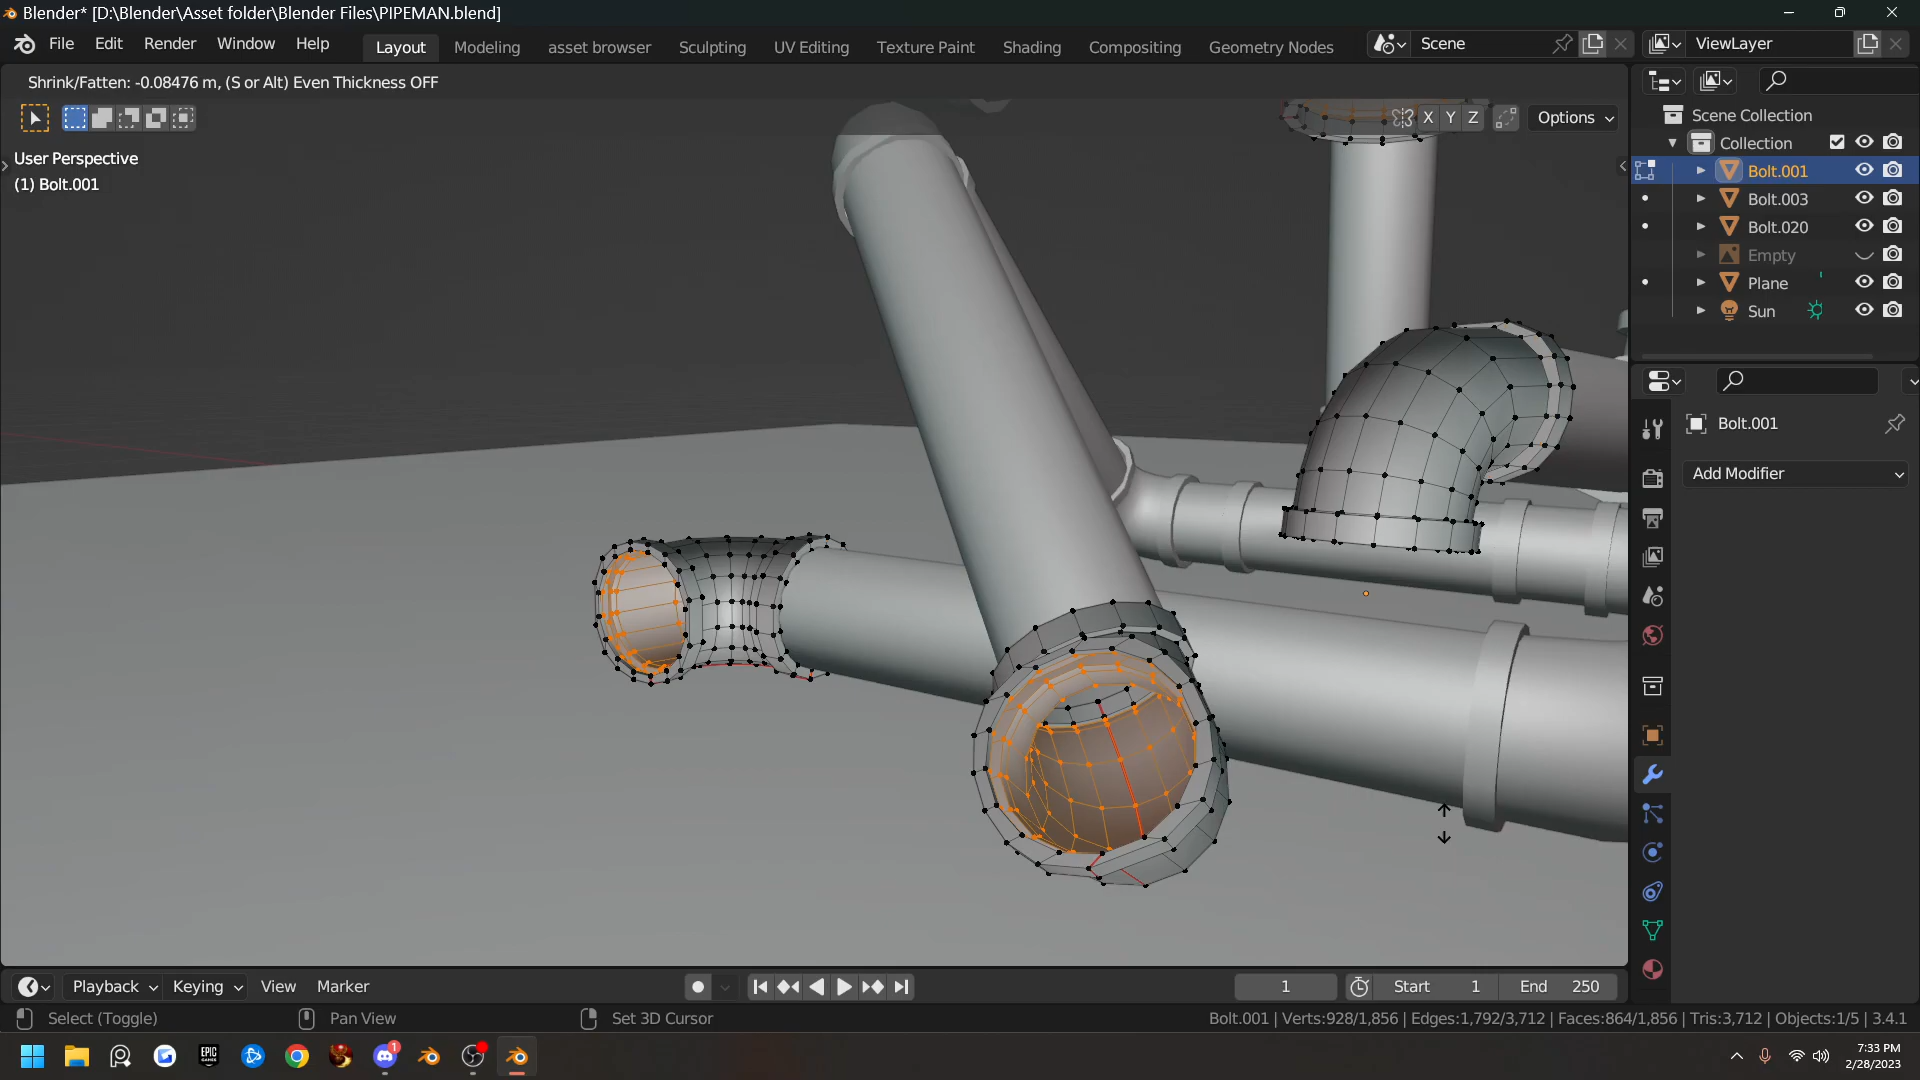 Blender* [D:\Blender\Asset folder\Blender Files\PIPEMAN.blend]
File Edit Render Window Help Layout Modeling asset browser Sculpting UV Editing Texture Paint Shading Compositing Geometry Nodes Scene ViewLayer
Shrink/Fatten: -0.08476 m, (S or Alt) Even Thickness OFF
X Y Z Options
User Perspective
(1) Bolt.001
Scene Collection
Collection
Bolt.001
Bolt.003
Bolt.020
Empty
Plane
Sun
Bolt.001
Add Modifier
Playback Keying View Marker 1 Start 1 End 250
Select (Toggle) Pan View Set 3D Cursor Bolt.001 | Verts:928/1,856 | Edges:1,792/3,712 | Faces:864/1,856 | Tris:3,712 | Objects:1/5 | 3.4.1
EPIC GAMES 1
7:33 PM
2/28/2023